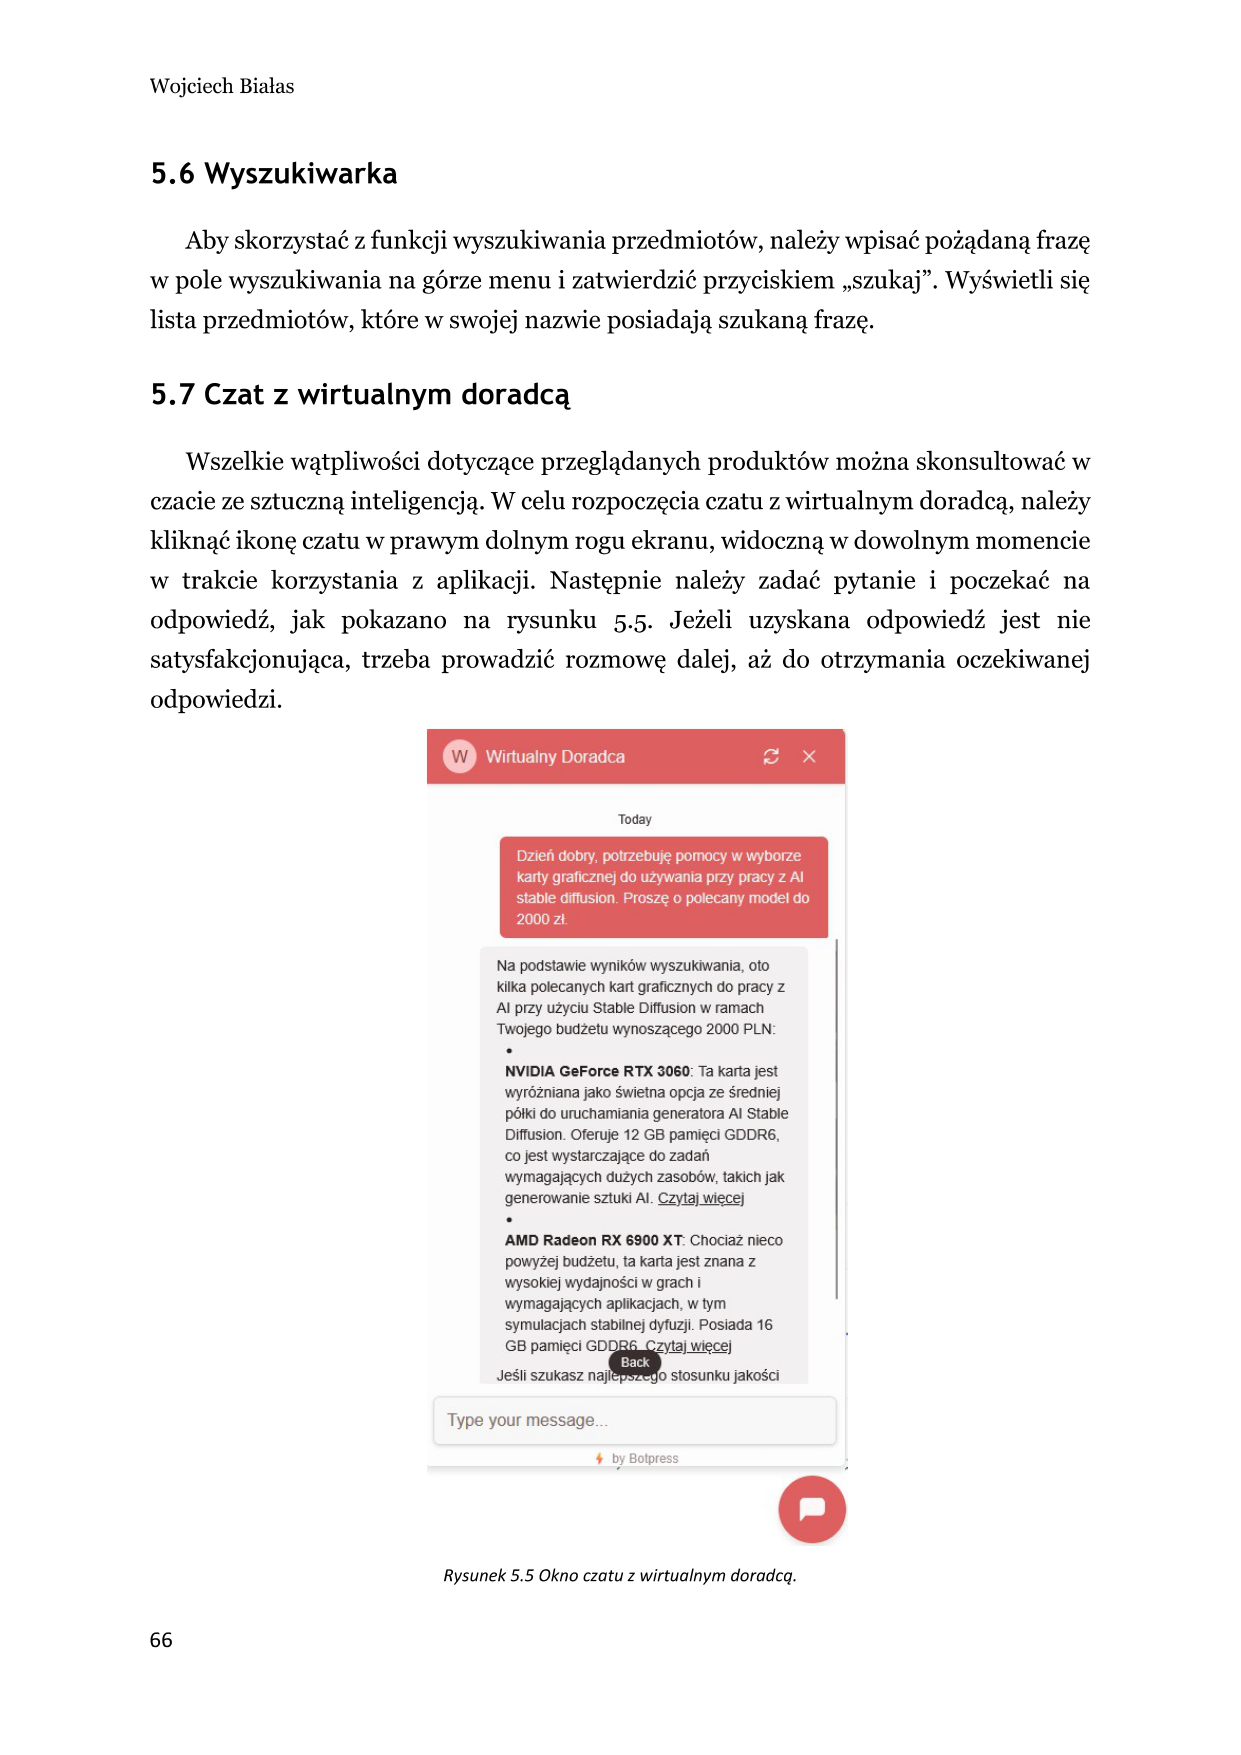 Wojciech Białas
5.6 Wyszukiwarka
Aby skorzystać z funkcji wyszukiwania przedmiotów, należy wpisać pożądaną frazę
w pole wyszukiwania na górze menu i zatwierdzić przyciskiem „szukaj”. Wyświetli się
lista przedmiotów, które w swojej nazwie posiadają szukaną frazę.
5.7 Czat z wirtualnym doradcą
Wszelkie wątpliwości dotyczące przeglądanych produktów można skonsultować w
czacie ze sztuczną inteligencją. W celu rozpoczęcia czatu z wirtualnym doradcą, należy
kliknąć ikonę czatu w prawym dolnym rogu ekranu, widoczną w dowolnym momencie
w trakcie korzystania z aplikacji. Następnie należy zadać pytanie i poczekać na
odpowiedź, jak pokazano na rysunku 5.5. Jeżeli uzyskana odpowiedź jest nie
satysfakcjonująca, trzeba prowadzić rozmowę dalej, aż do otrzymania oczekiwanej
odpowiedzi.
W Wirtualny Doradca
Today
Dzień dobry, potrzebuję pomocy w wyborze
karty graficznej do używania przy pracy z AI
stable diffusion. Proszę o polecany model do
2000 zł.
Na podstawie wyników wyszukiwania, oto
kilka polecanych kart graficznych do pracy z
AI przy użyciu Stable Diffusion w ramach
Twojego budżetu wynoszącego 2000 PLN:
•
NVIDIA GeForce RTX 3060: Ta karta jest
wyróżniana jako świetna opcja ze średniej
półki do uruchamiania generatora AI Stable
Diffusion. Oferuje 12 GB pamięci GDDR6,
co jest wystarczające do zadań
wymagających dużych zasobów, takich jak
generowanie sztuki AI. Czytaj więcej
•
AMD Radeon RX 6900 XT: Chociaż nieco
powyżej budżetu, ta karta jest znana z
wysokiej wydajności w grach i
wymagających aplikacjach, w tym
symulacjach stabilnej dyfuzji. Posiada 16
GB pamięci GDDR6. Czytaj więcej
Back
Jeśli szukasz najlepszego stosunku jakości
Type your message...
by Botpress
Rysunek 5.5 Okno czatu z wirtualnym doradcą.
66